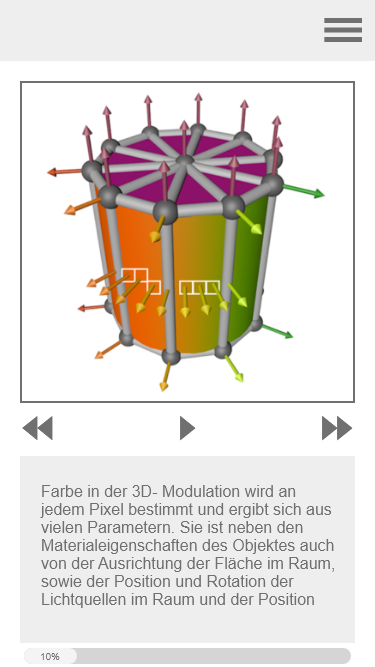 Farbe in der 3D- Modulation wird an
jedem Pixel bestimmt und ergibt sich aus
vielen Parametern. Sie ist neben den
Materialeigenschaften des Objektes auch
von der Ausrichtung der Fläche im Raum,
sowie der Position und Rotation der
Lichtquellen im Raum und der Position
10%